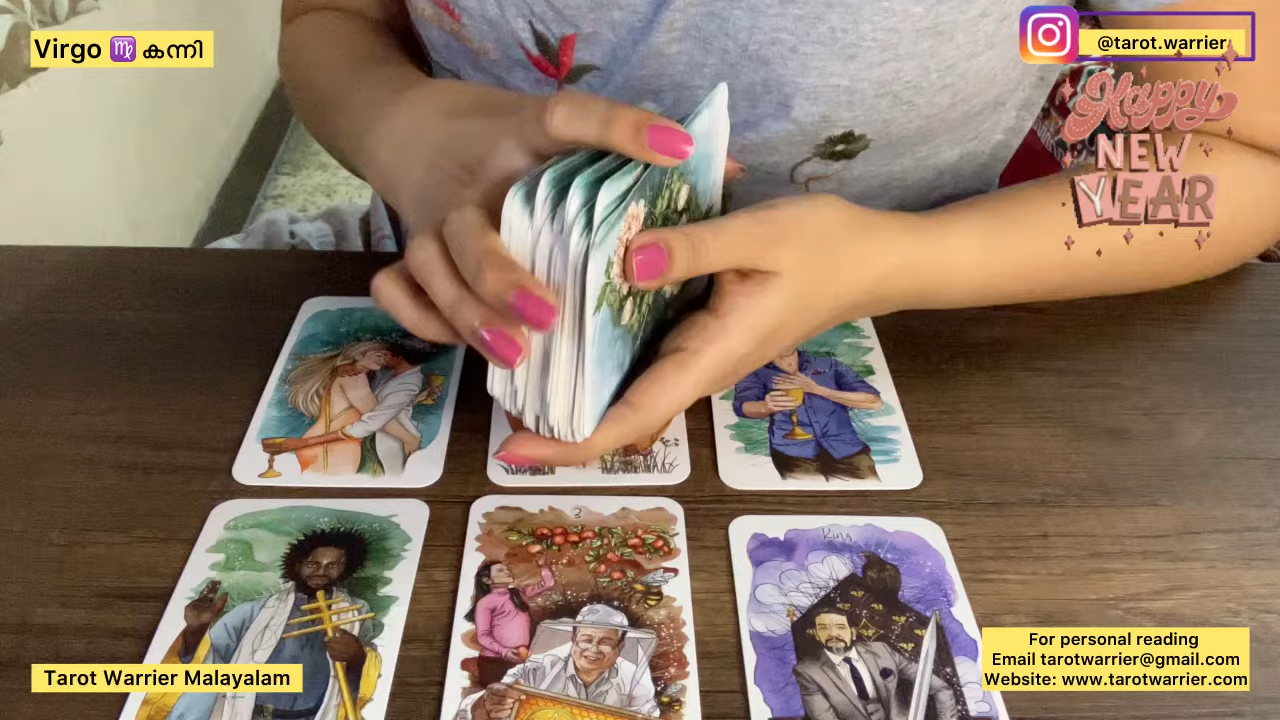 Virgo ♍ കന്നി
@tarot.warrier
Happy
NEW
YEAR
3
King
Tarot Warrier Malayalam
For personal reading
Email tarotwarrier@gmail.com
Website: www.tarotwarrier.com